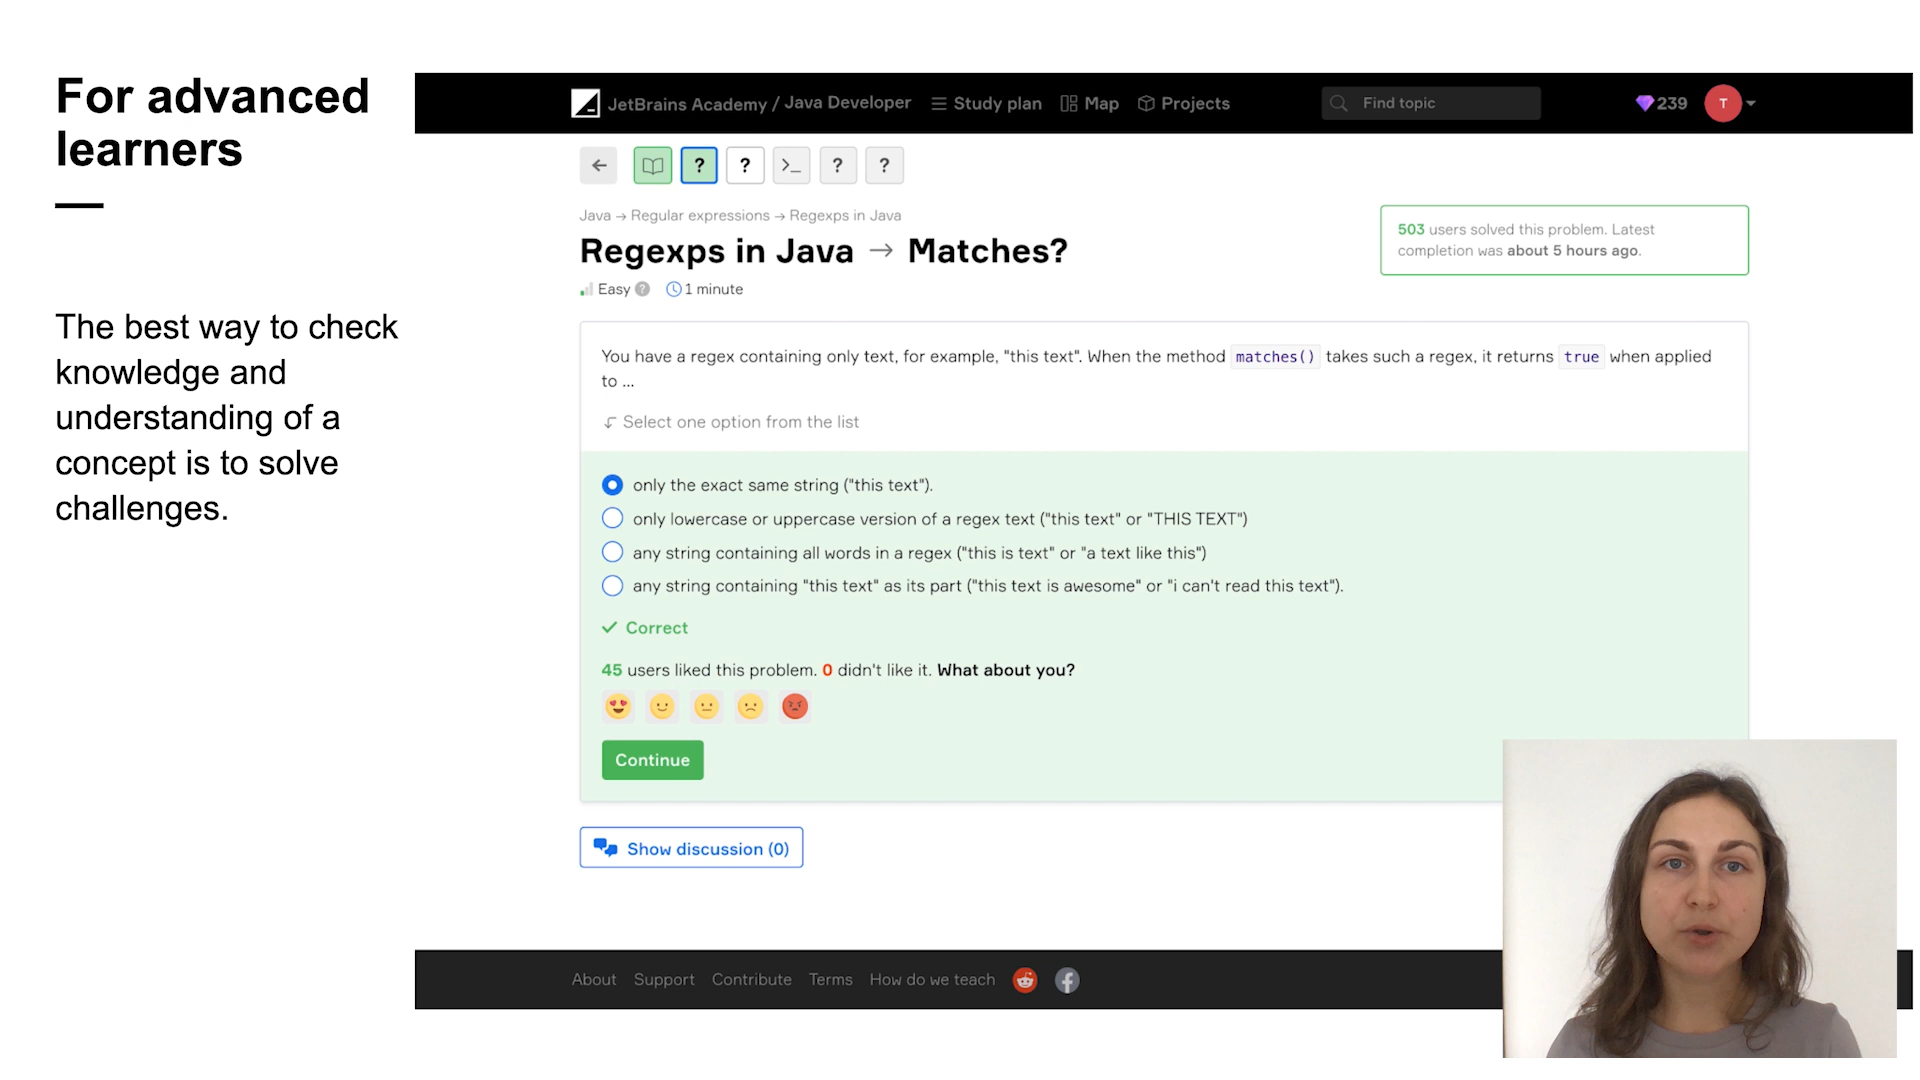 For advanced
learners
The best way to check
knowledge and
understanding of a
concept is to solve
challenges.
JetBrains Academy / Java Developer Study plan Map Projects Find topic 239 T
? ? >_ ? ?
Java → Regular expressions → Regexps in Java
Regexps in Java → Matches?
Easy ? 1 minute
503 users solved this problem. Latest
completion was about 5 hours ago.
You have a regex containing only text, for example, "this text". When the method matches() takes such a regex, it returns true when applied
to ...
Select one option from the list
only the exact same string ("this text").
only lowercase or uppercase version of a regex text ("this text" or "THIS TEXT")
any string containing all words in a regex ("this is text" or "a text like this")
any string containing "this text" as its part ("this text is awesome" or "i can't read this text").
Correct
45 users liked this problem. 0 didn't like it. What about you?
Continue
Show discussion (0)
About Support Contribute Terms How do we teach